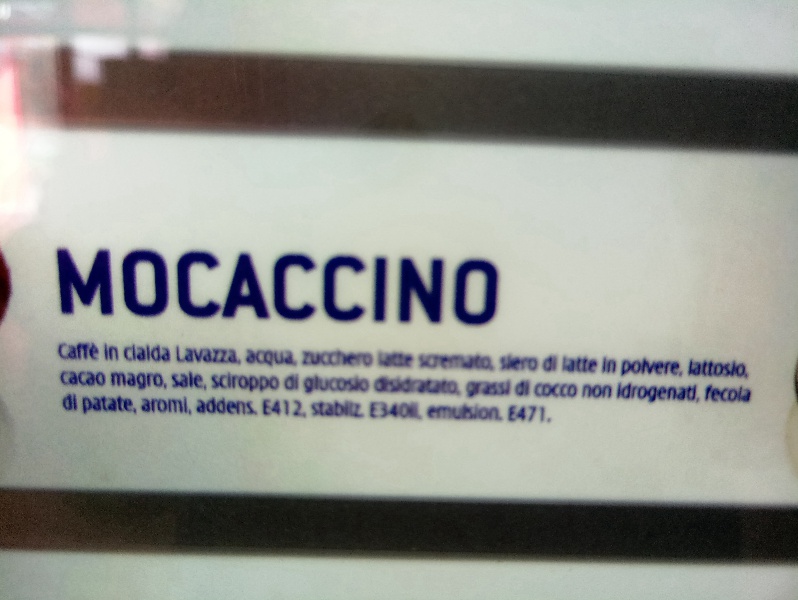 MOCACCINO
Caffè in cialda Lavazza, acqua, zucchero latte scremato, siero di latte in polvere, lattosio,
cacao magro, sale, sciroppo di glucosio disidratato, grassi di cocco non idrogenati, fecola
di patate, aromi, addens. E412, stabiliz. E340ii, emulsion. E471.